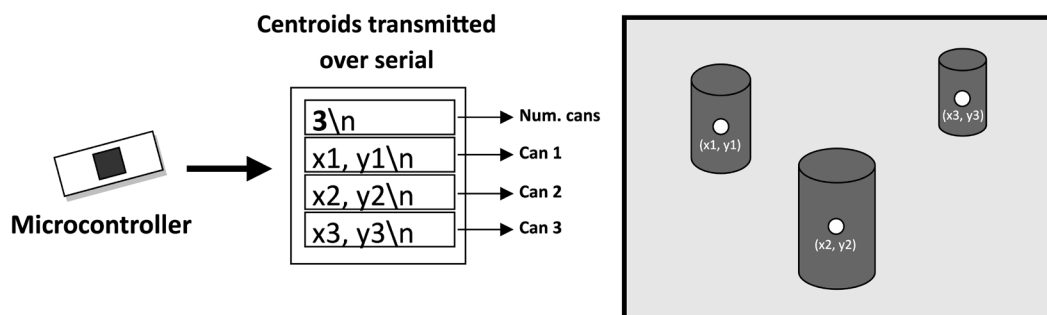 Centroids transmitted
over serial
3\n
Num. cans
x1, y1\n
Can 1
x2, y2\n
Can 2
x3, y3\n
Can 3
Microcontroller
(x1, y1)
(x2, y2)
(x3, y3)